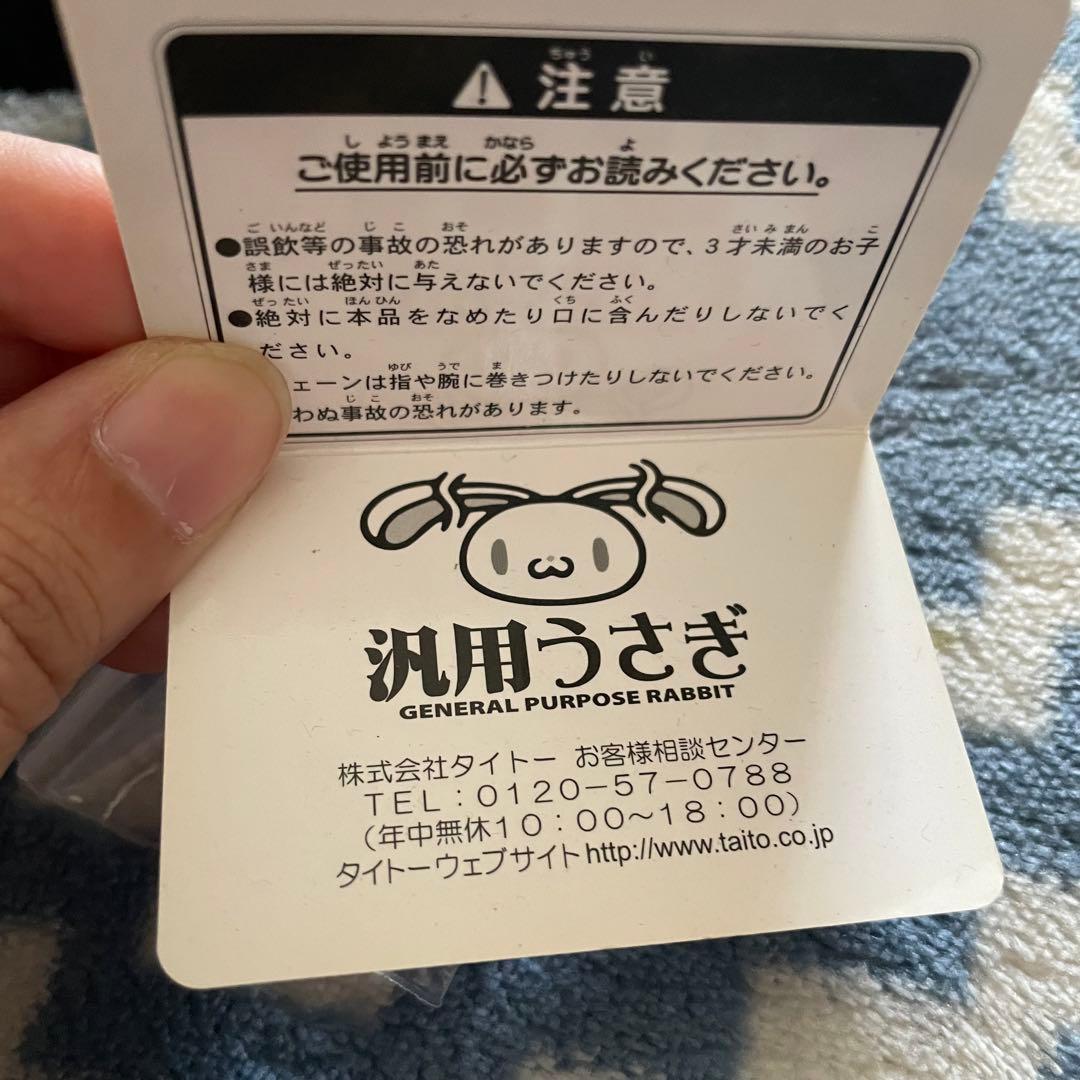 注意
ご使用前に必ずお読みください。
●誤飲等の事故の恐れがありますので、3才未満のお子
様には絶対に与えないでください。
●絶対に本品をなめたり口に含んだりしないでく
ださい。
ェーンは指や腕に巻きつけたりしないでください。
わぬ事故の恐れがあります。
汎用うさぎ
GENERAL PURPOSE RABBIT
株式会社タイトー お客様相談センター
TEL:0120-57-0788
(年中無休10:00~18:00)
タイトーウェブサイトhttp://www.taito.co.jp